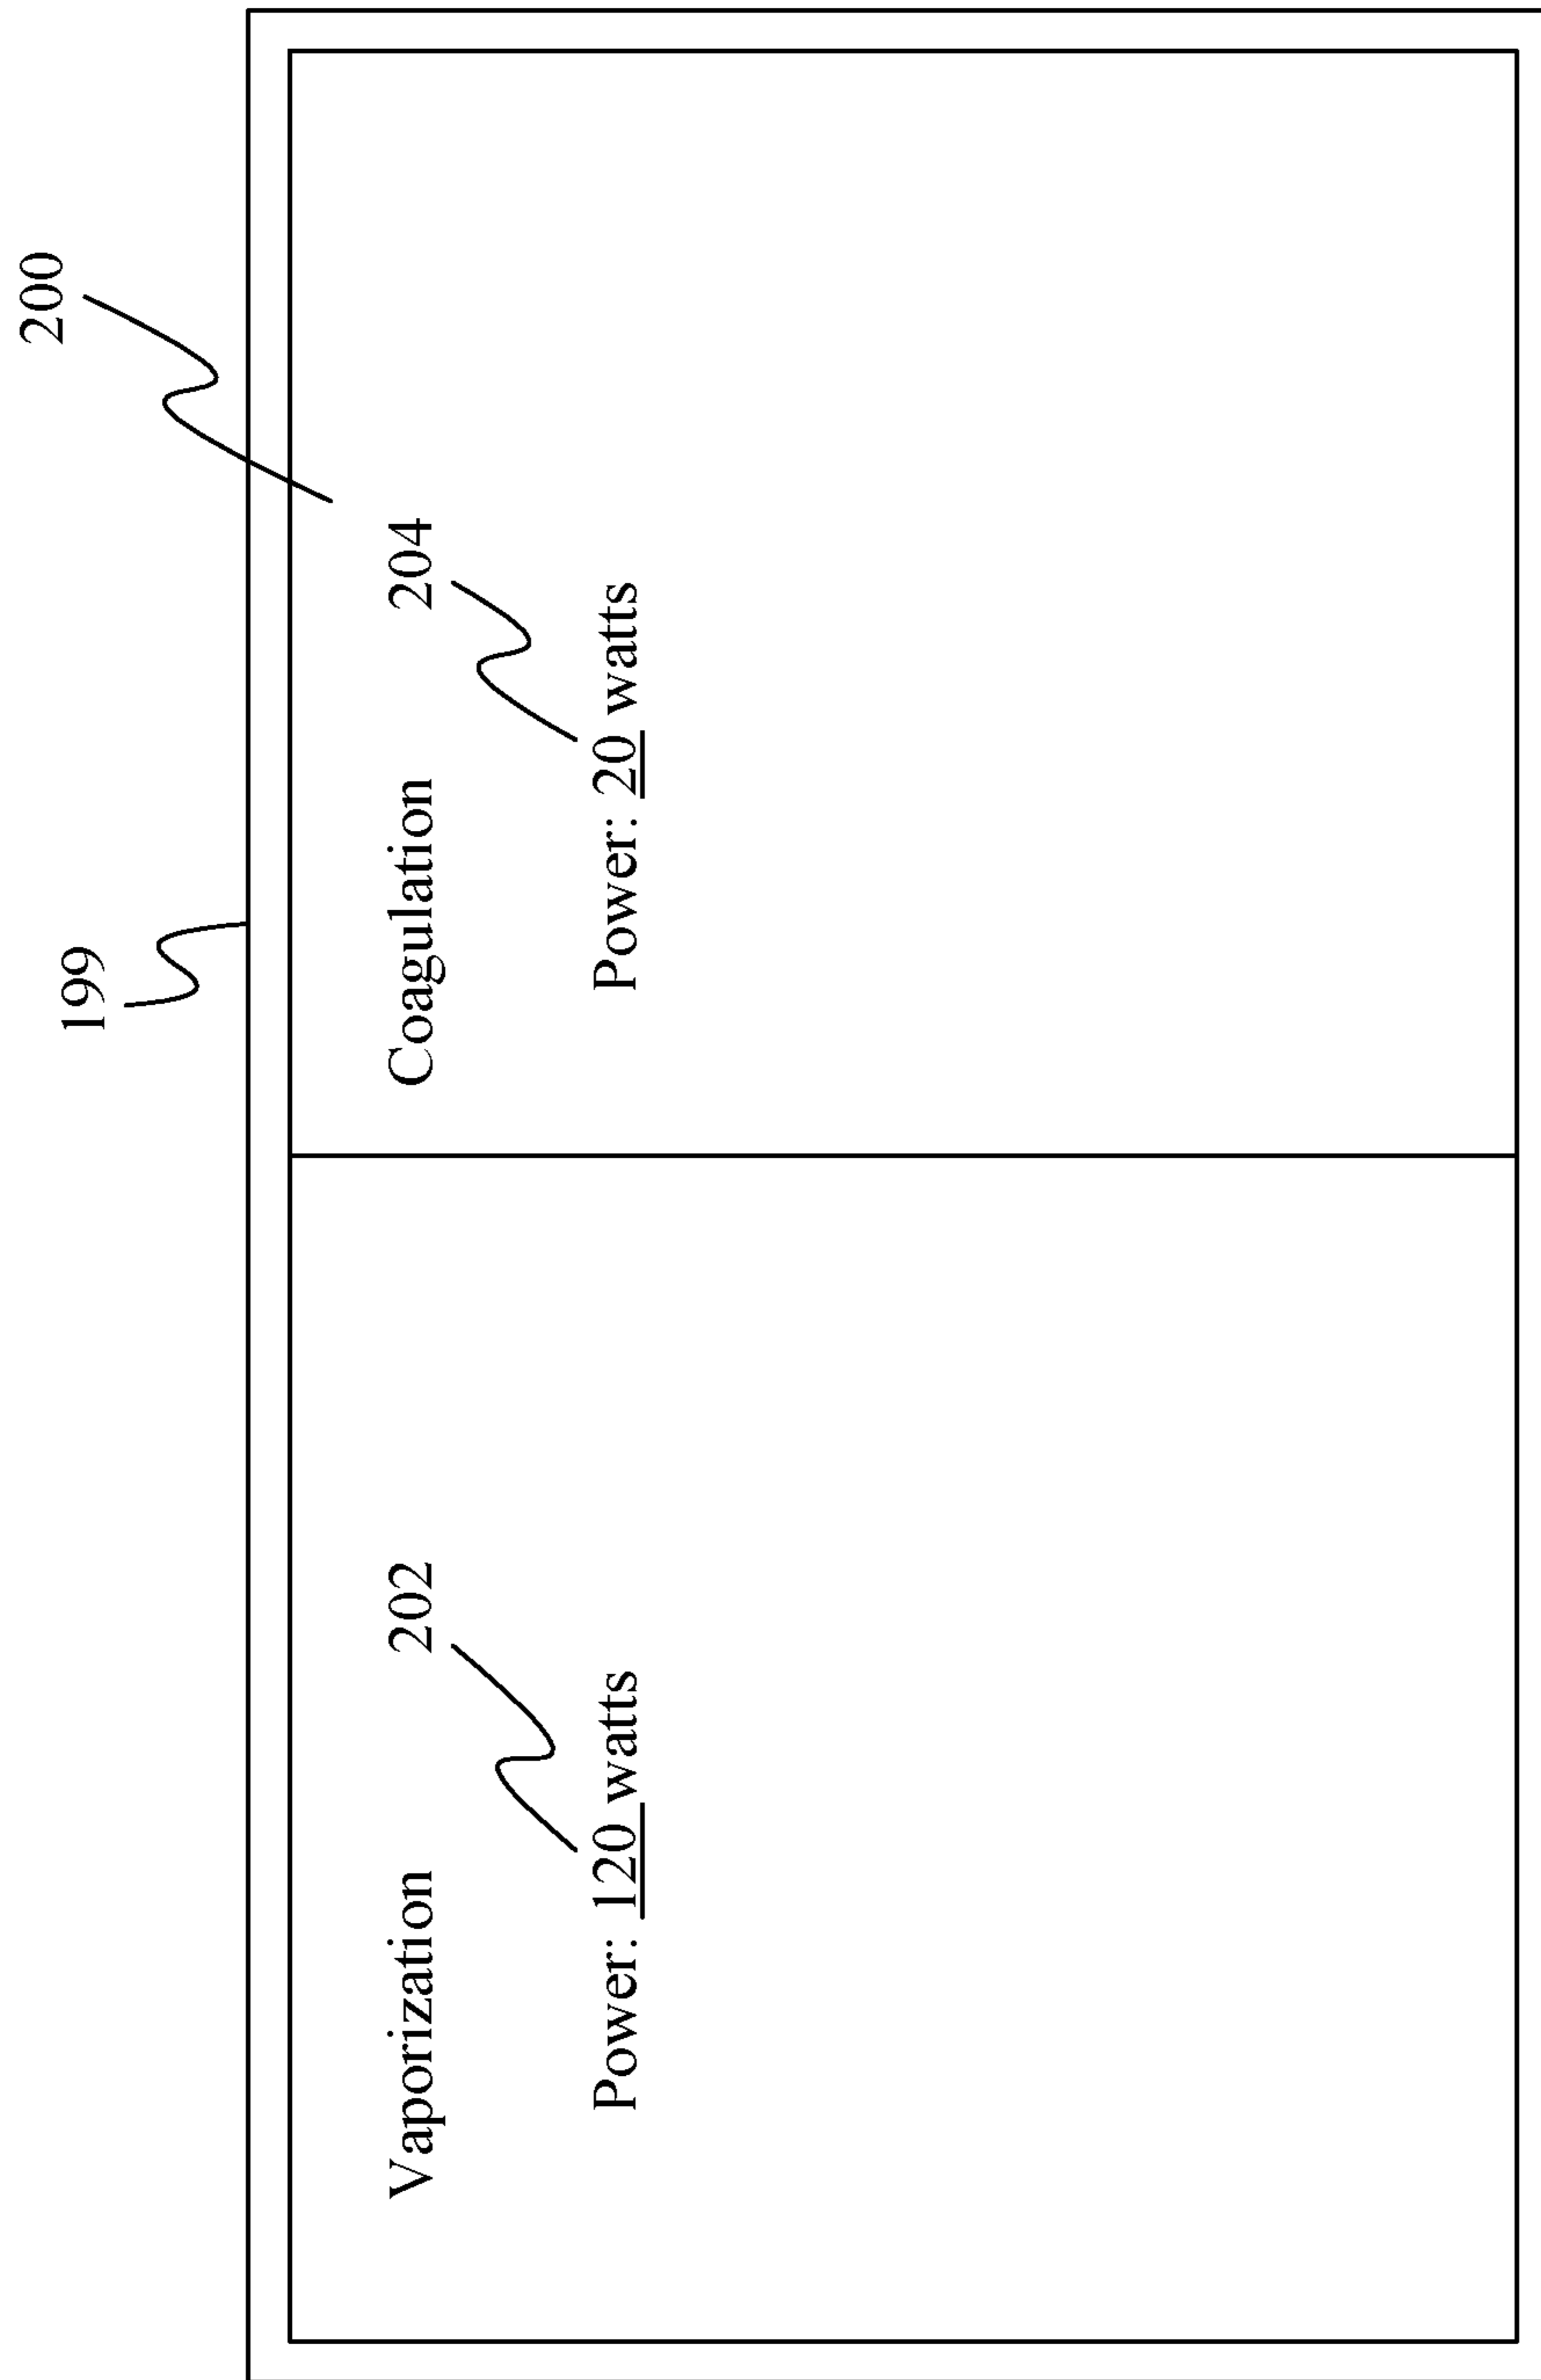 199
200
Vaporization
202
Power: 120 watts
Coagulation
204
Power: 20 watts